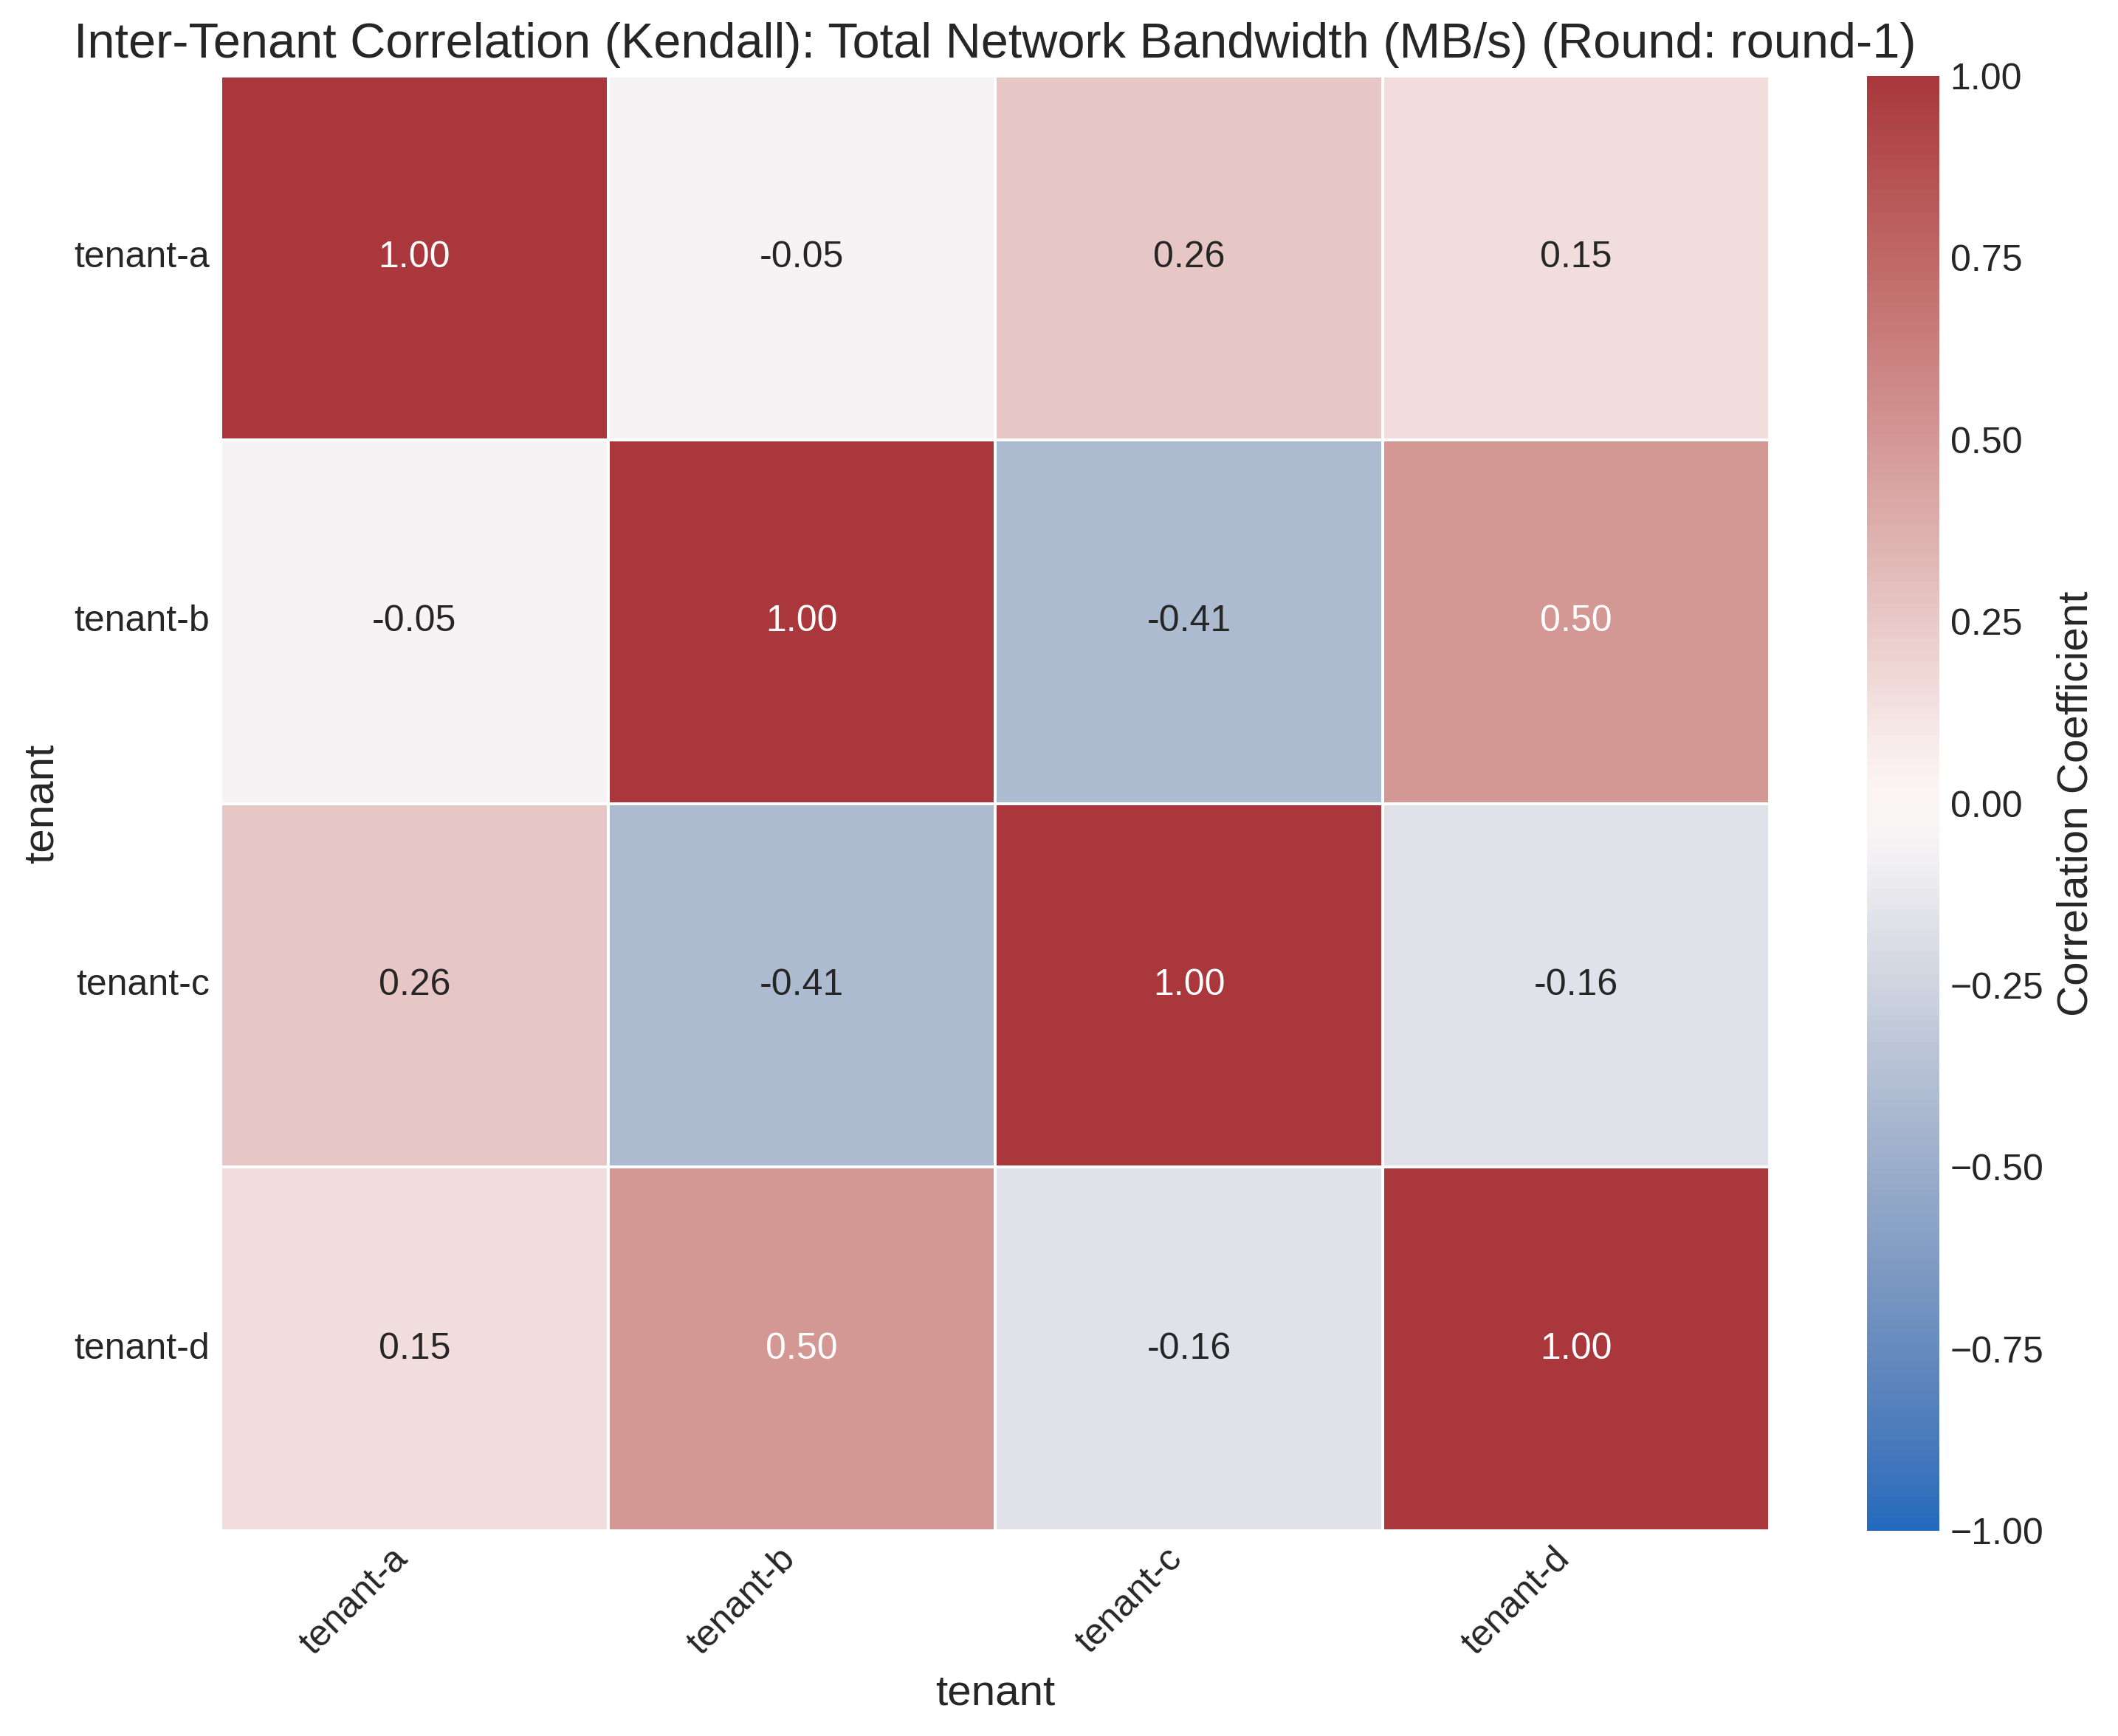 Inter-Tenant Correlation (Kendall): Total Network Bandwidth (MB/s) (Round: round-1)
tenant
tenant-a
1.00
-0.05
0.26
0.15
tenant-b
-0.05
1.00
-0.41
0.50
tenant-c
0.26
-0.41
1.00
-0.16
tenant-d
0.15
0.50
-0.16
1.00
tenant-a
tenant-b
tenant-c
tenant-d
tenant
1.00
0.75
0.50
0.25
0.00
−0.25
−0.50
−0.75
−1.00
Correlation Coefficient